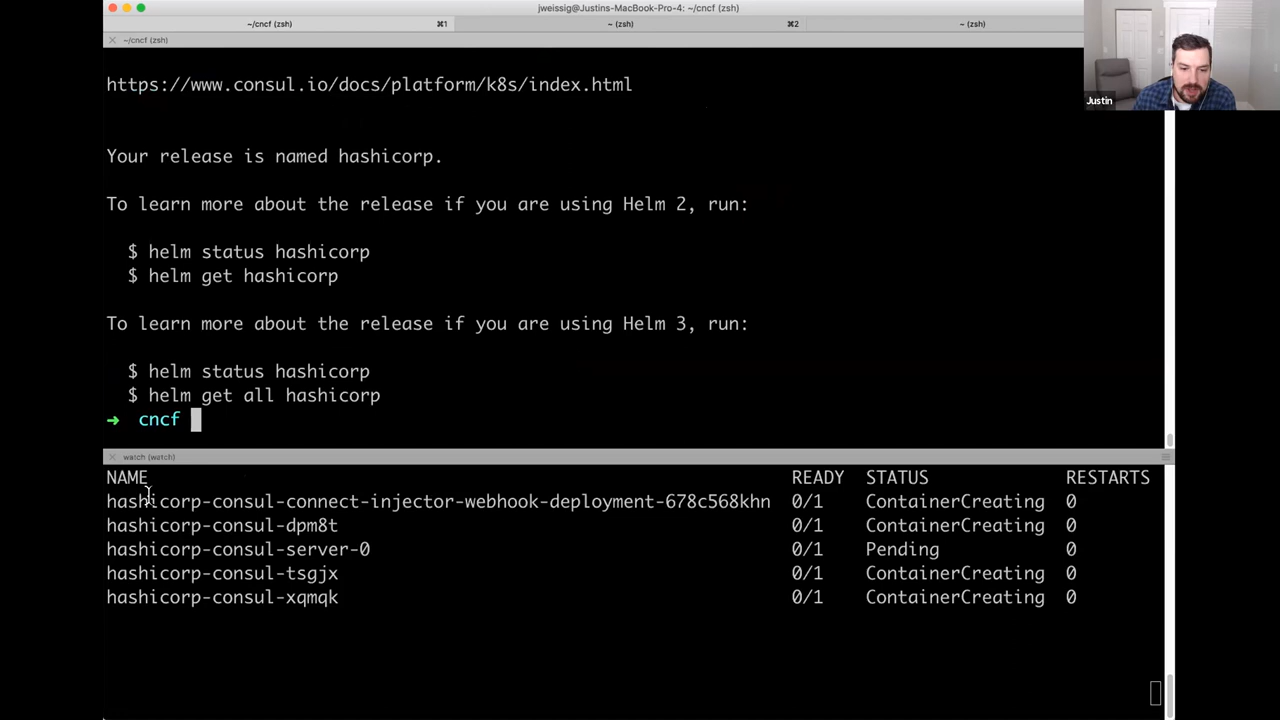 jweissig@Justins-MacBook-Pro-4: ~/cncf (zsh)
~/cncf (zsh) ⌘1 ~ (zsh) ⌘2 ~ (zsh)
~/cncf (zsh)
https://www.consul.io/docs/platform/k8s/index.html
Your release is named hashicorp.
To learn more about the release if you are using Helm 2, run:
$ helm status hashicorp
$ helm get hashicorp
To learn more about the release if you are using Helm 3, run:
$ helm status hashicorp
$ helm get all hashicorp
➜ cncf
watch (watch)
NAME READY STATUS RESTARTS
hashicorp-consul-connect-injector-webhook-deployment-678c568khn 0/1 ContainerCreating 0
hashicorp-consul-dpm8t 0/1 ContainerCreating 0
hashicorp-consul-server-0 0/1 Pending 0
hashicorp-consul-tsgjx 0/1 ContainerCreating 0
hashicorp-consul-xqmqk 0/1 ContainerCreating 0
Justin